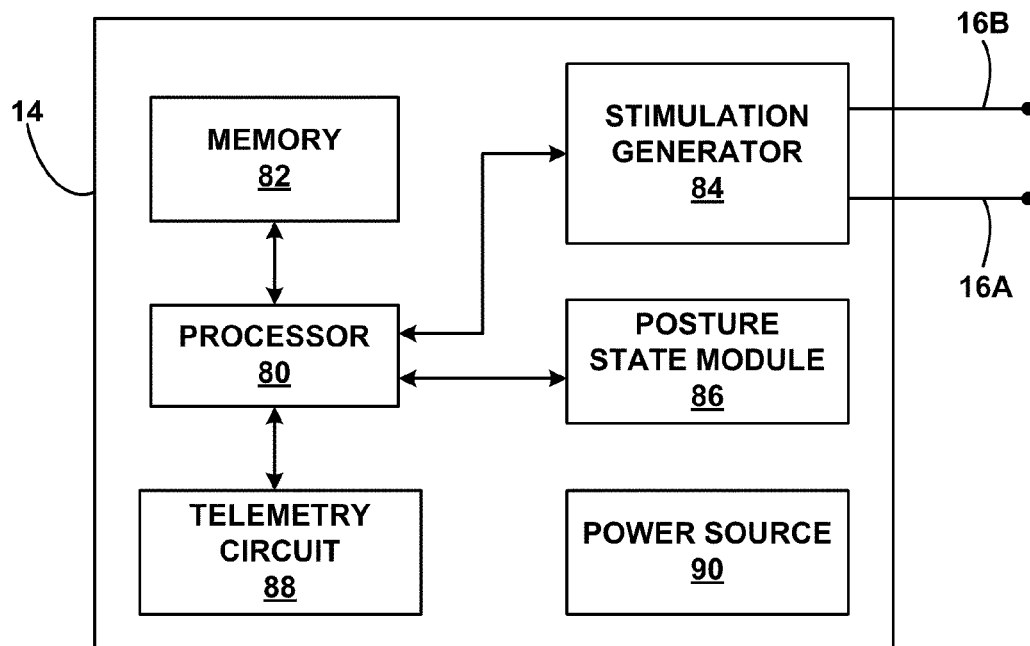 16B
14
MEMORY
82
STIMULATION
GENERATOR
84
16A
PROCESSOR
80
POSTURE
STATE MODULE
86
TELEMETRY
CIRCUIT
88
POWER SOURCE
90